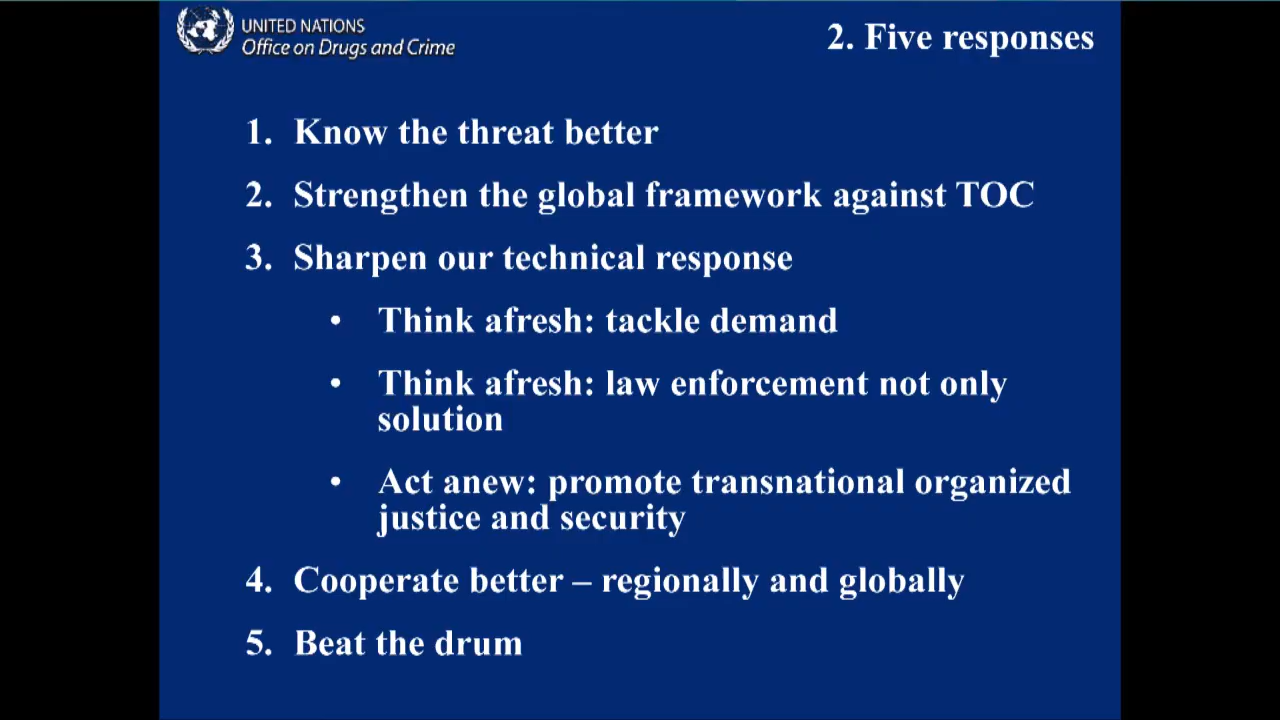 UNITED NATIONS
Office on Drugs and Crime
2. Five responses
1. Know the threat better
2. Strengthen the global framework against TOC
3. Sharpen our technical response
• Think afresh: tackle demand
• Think afresh: law enforcement not only
solution
• Act anew: promote transnational organized
justice and security
4. Cooperate better – regionally and globally
5. Beat the drum